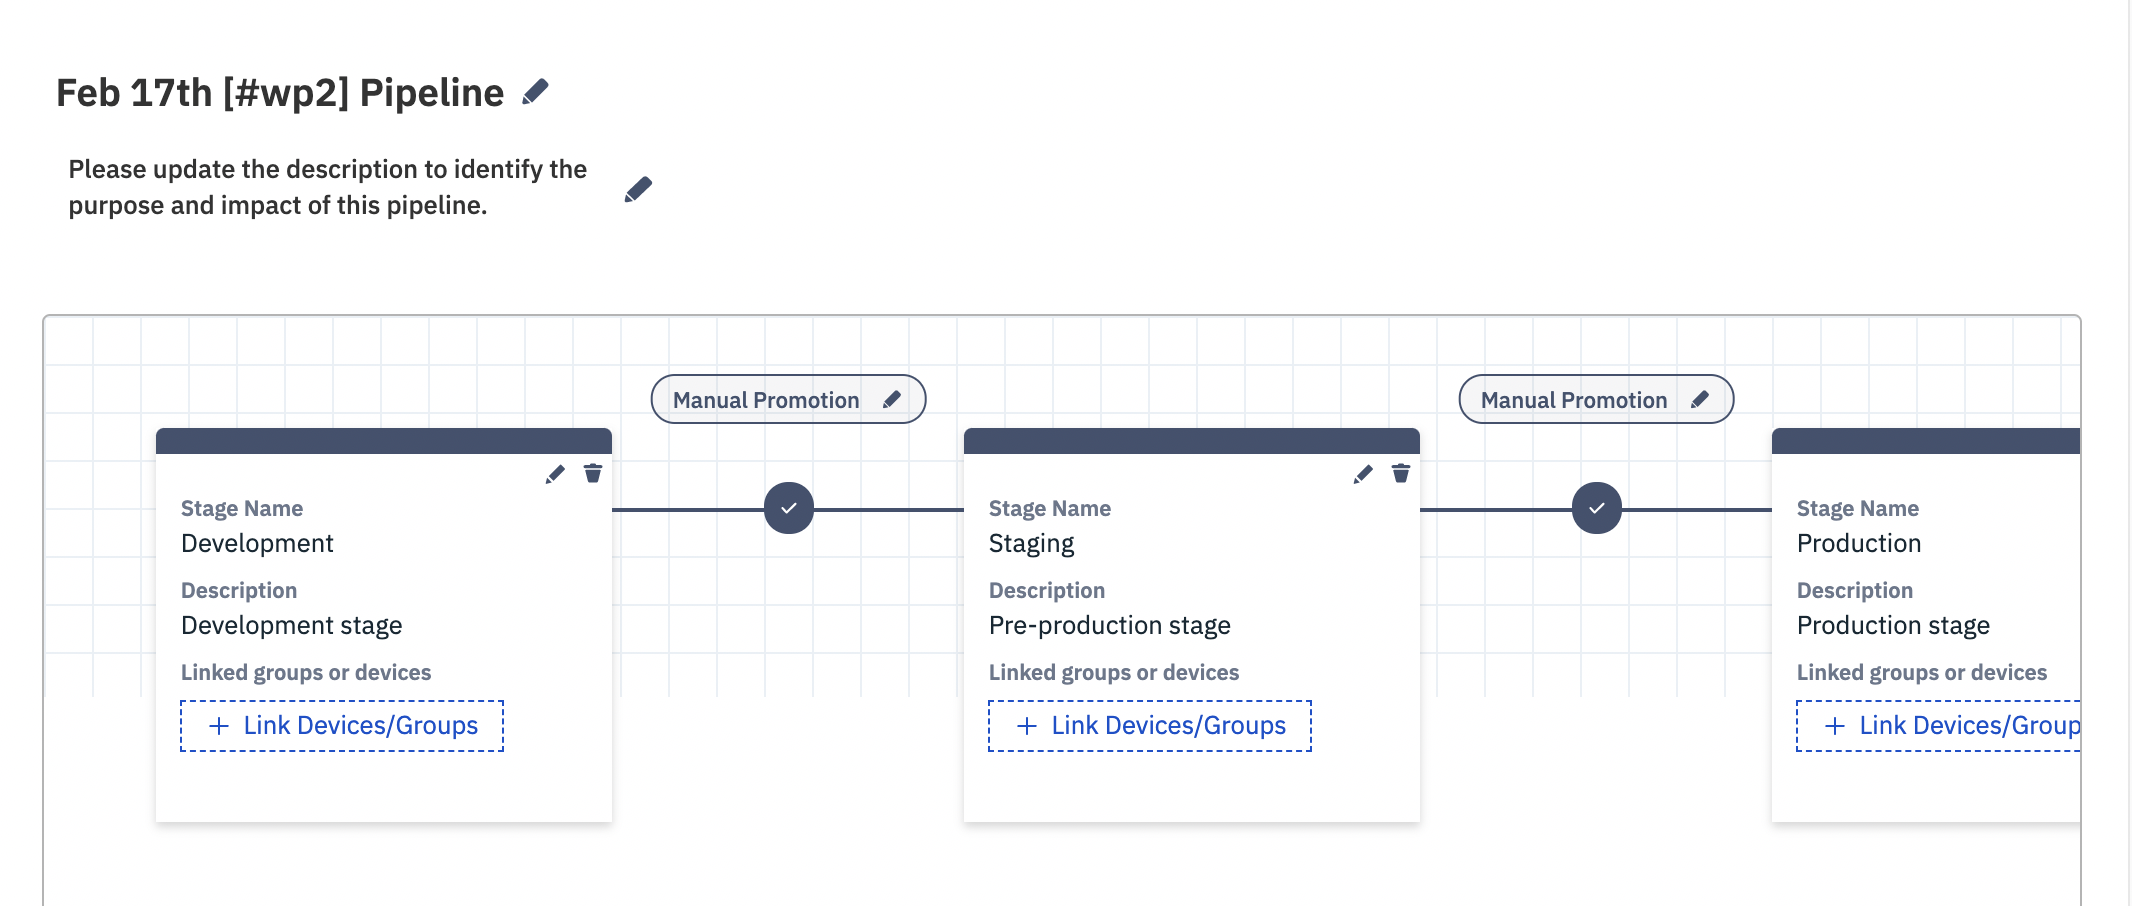 Feb 17th [#wp2] Pipeline
Please update the description to identify the
purpose and impact of this pipeline.
Manual Promotion
Manual Promotion
Stage Name
Development
Description
Development stage
Linked groups or devices
+ Link Devices/Groups
Stage Name
Staging
Description
Pre-production stage
Linked groups or devices
+ Link Devices/Groups
Stage Name
Production
Description
Production stage
Linked groups or devices
+ Link Devices/Group